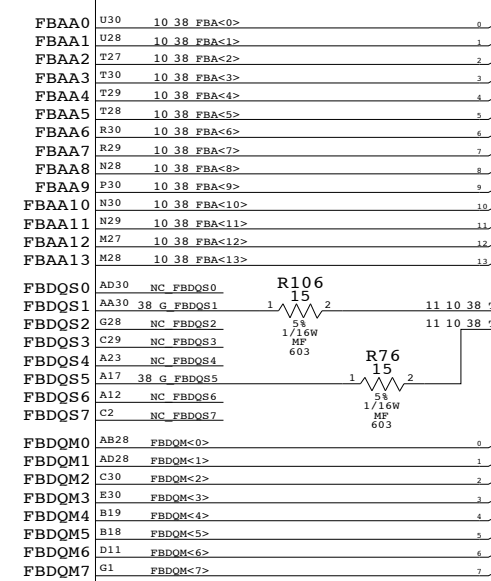 FBAA0 U30 10 38 FBA<0> 0
FBAA1 U28 10 38 FBA<1> 1
FBAA2 T27 10 38 FBA<2> 2
FBAA3 T30 10 38 FBA<3> 3
FBAA4 T29 10 38 FBA<4> 4
FBAA5 T28 10 38 FBA<5> 5
FBAA6 R30 10 38 FBA<6> 6
FBAA7 R29 10 38 FBA<7> 7
FBAA8 N28 10 38 FBA<8> 8
FBAA9 P30 10 38 FBA<9> 9
FBAA10 N30 10 38 FBA<10> 10
FBAA11 N29 10 38 FBA<11> 11
FBAA12 M27 10 38 FBA<12> 12
FBAA13 M28 10 38 FBA<13> 13
R106
15
FBDQS0 AD30 NC_FBDQS0
FBDQS1 AA30 38 G_FBDQS1 1 2 11 10 38
FBDQS2 G28 NC_FBDQS2 5% 11 10 38
1/16W
FBDQS3 C29 NC_FBDQS3 MF
603
FBDQS4 A23 NC_FBDQS4 R76
15
FBDQS5 A17 38 G_FBDQS5 1 2
FBDQS6 A12 NC_FBDQS6 5%
1/16W
FBDQS7 C2 NC_FBDQS7 MF
603
FBDQM0 AB28 FBDQM<0> 0
FBDQM1 AD28 FBDQM<1> 1
FBDQM2 C30 FBDQM<2> 2
FBDQM3 E30 FBDQM<3> 3
FBDQM4 B19 FBDQM<4> 4
FBDQM5 B18 FBDQM<5> 5
FBDQM6 D11 FBDQM<6> 6
FBDQM7 G1 FBDQM<7> 7